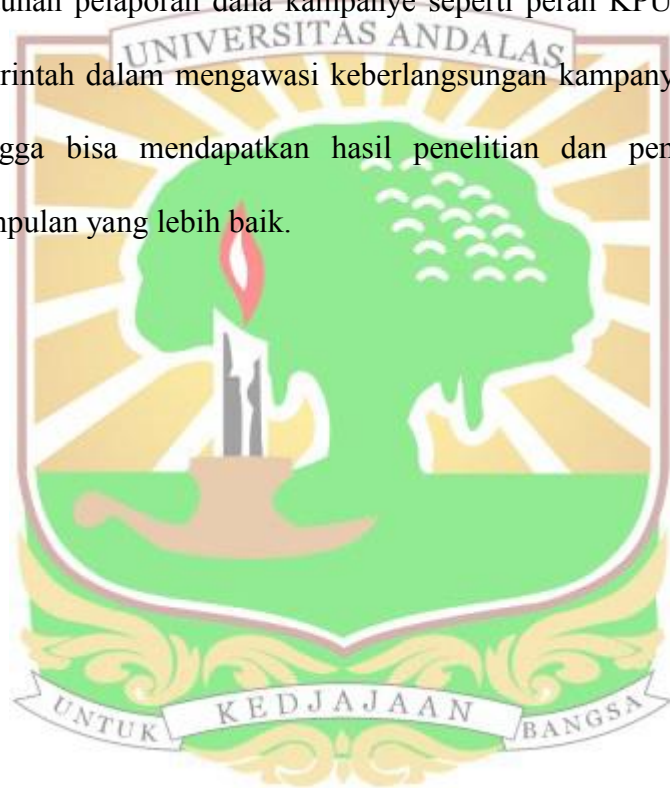 unan pelaporan dana kampanye seperti peran KPU
UNIVERSITAS ANDALAS
rintah dalam mengawasi keberlangsungan kampany
gga bisa mendapatkan hasil penelitian dan pen
mpulan yang lebih baik.
UNTUK KEDJAJAAN BANGSA